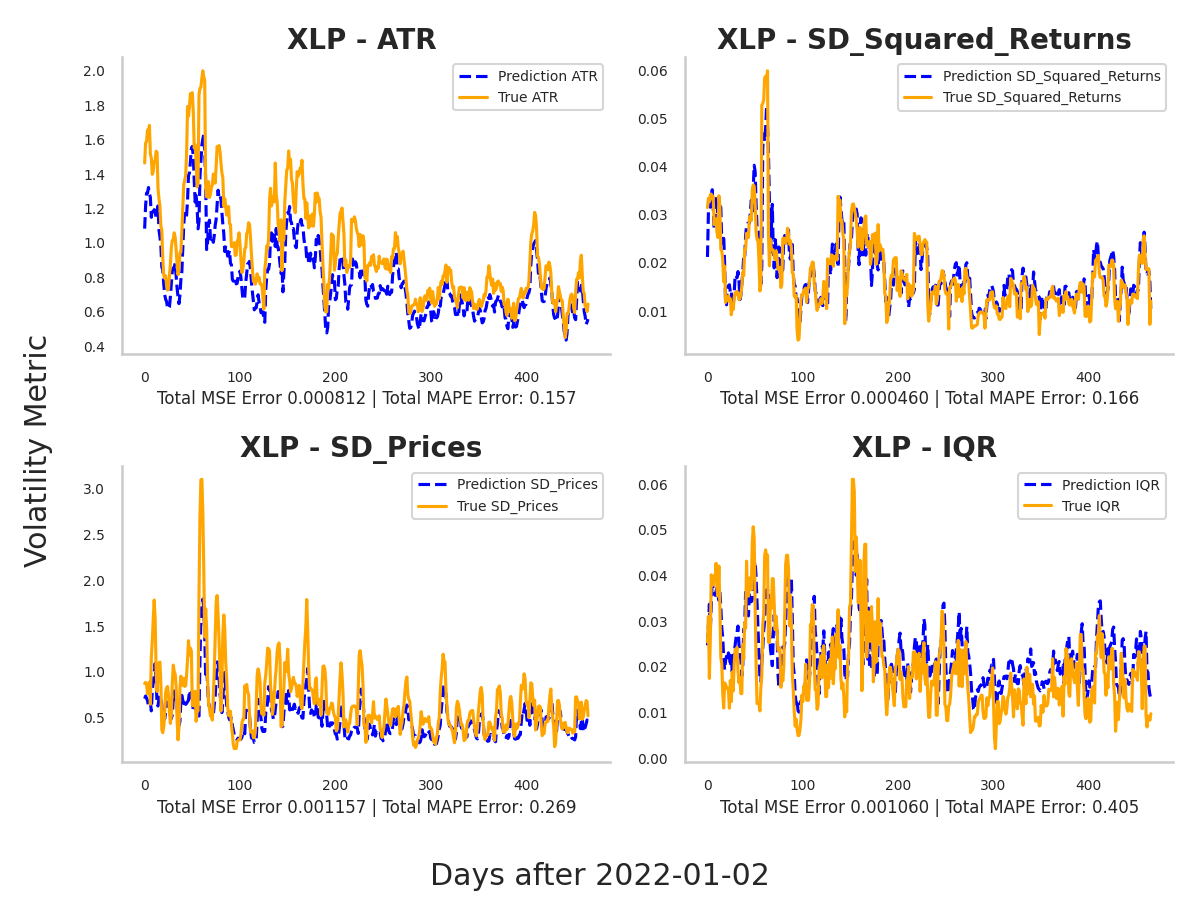 XLP - ATR
Prediction ATR
True ATR
2.0
1.8
1.6
1.4
1.2
1.0
0.8
0.6
0.4
0 100 200 300 400
Total MSE Error 0.000812 | Total MAPE Error: 0.157
XLP - SD_Squared_Returns
Prediction SD_Squared_Returns
True SD_Squared_Returns
0.06
0.05
0.04
0.03
0.02
0.01
0 100 200 300 400
Total MSE Error 0.000460 | Total MAPE Error: 0.166
Volatility Metric
XLP - SD_Prices
Prediction SD_Prices
True SD_Prices
3.0
2.5
2.0
1.5
1.0
0.5
0 100 200 300 400
Total MSE Error 0.001157 | Total MAPE Error: 0.269
XLP - IQR
Prediction IQR
True IQR
0.06
0.05
0.04
0.03
0.02
0.01
0.00
0 100 200 300 400
Total MSE Error 0.001060 | Total MAPE Error: 0.405
Days after 2022-01-02